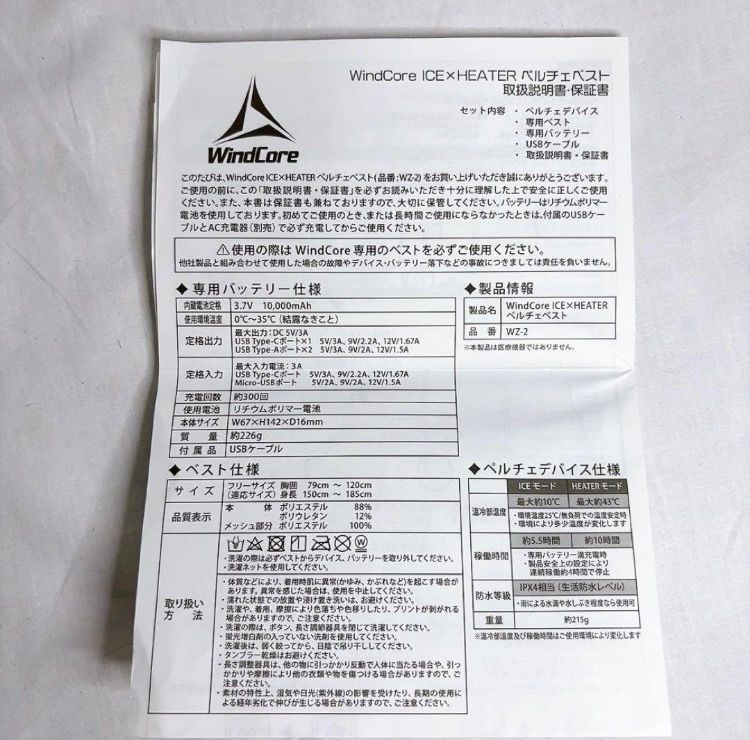 WindCore ICE×HEATER ペルチェベスト
取扱説明書・保証書
WindCore
セット内容 ・ ペルチェデバイス
・ 専用ベスト
・ 専用バッテリー
・ USBケーブル
・ 取扱説明書・保証書
このたびは、WindCore ICE×HEATER ペルチェベスト(品番:WZ-2) をお買い上げいただき誠にありがとうございます。
ご使用の前に、この「取扱説明書・保証書」を必ずお読みいただき十分に理解した上で安全に正しくご使用
ください。また、本書は保証書も兼ねておりますので、大切に保管してください。バッテリーはリチウムポリマー
電池を使用しております。初めてご使用のとき、または長時間ご使用にならなかったときは、付属のUSBケー
ブルとAC充電器（別売）で必ず充電してからご使用ください。
⚠使用の際は WindCore 専用のベストを必ずご使用ください。
他社製品と組み合わせて使用した場合の故障やデバイス・バッテリー落下などの事故につきましては責任を負いません。
◆専用バッテリー仕様
内蔵電池定格 3.7V 10,000mAh
使用環境温度 0℃～35℃（結露なきこと）
定格出力 最大出力：DC 5V/3A
USB Type-Cポート×1 5V/3A、9V/2.2A、12V/1.67A
USB Type-Aポート×2 5V/3A、9V/2A、12V/1.5A
定格入力 最大入力電流：3A
USB Type-Cポート 5V/3A、9V/2.2A、12V/1.67A
Micro-USBポート 5V/2A、9V/2A、12V/1.5A
充電回数 約300回
使用電池 リチウムポリマー電池
本体サイズ W67×H142×D16mm
質量 約226g
付属品 USBケーブル
◆製品情報
製品名 WindCore ICE×HEATER
ペルチェベスト
品番 WZ-2
※本製品は医療機器ではありません。
◆ベスト仕様
サイズ フリーサイズ 胸囲 79cm ～ 120cm
（適応サイズ）身長 150cm ～ 185cm
品質表示 本体 ポリエステル 88%
ポリウレタン 12%
メッシュ部分 ポリエステル 100%
取り扱い方法
・洗濯の際は必ずベストからデバイス、バッテリーを取り外してください。
・洗濯ネットを使用してください。
・体質などにより、着用時肌に異常(かゆみ、かぶれなど)を起こす場合が
あります。異常を感じた場合は、使用を中止してください。
・濡れた状態での放置や浸け置き洗いは、お避けください。
・洗濯や、着用、摩擦により色落ちや色移りしたり、プリントが剥がれる
場合がありますので、ご注意ください。
・洗濯の際は、ボタン、長さ調節器具を閉じて洗濯してください。
・蛍光増白剤の入っていない洗剤を使用してください。
・洗濯後は、弱く絞ってから、日陰で吊り干ししてください。
・タンブラー乾燥はお避けください。
・長さ調整器具は、他の物に引っかかり反動で人体に当たる場合や、引っ
かかりや摩擦により他の衣類や物を傷つける場合がありますので、ご
注意ください。
・素材の特性上、湿気や日光(紫外線)の影響を受けたり、長期の使用に
よる経年劣化で伸びが生じる場合がありますので、ご注意ください。
◆ペルチェデバイス仕様
ICE モード HEATER モード
温冷部温度 最大約10℃ 最大約43℃
・環境温度25℃/無負荷での温度安定時
・環境により多少温度が変化します
稼働時間 約5.5時間 約10時間
・専用バッテリー満充電時
・製品安全上の設定により
連続稼働約4時間で停止
防水等級 IPX4相当（生活防水レベル）
・雨による水滴や水しぶき程度なら使用可
重量 約215g
※温冷部温度及び稼働時間はご使用環境により変化します